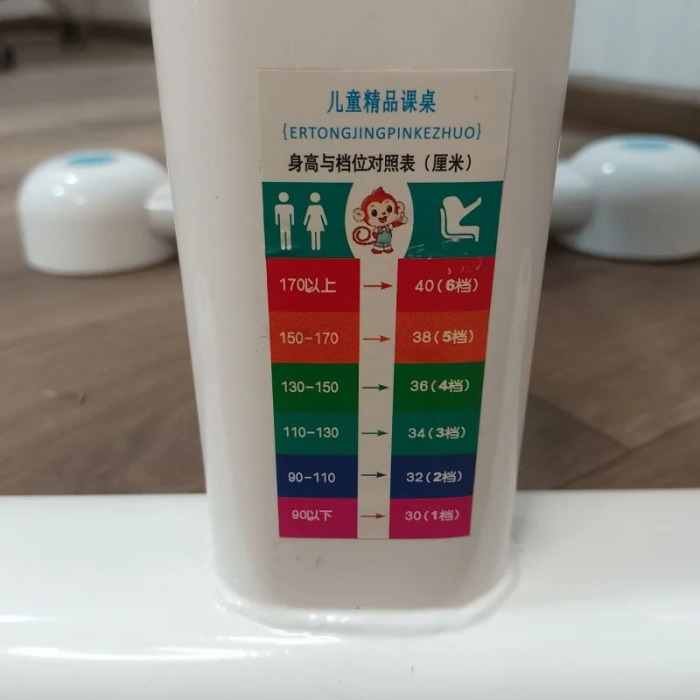 儿童精品课桌
{ERTONGJINGPINKEZHUO}
身高与档位对照表（厘米）
170以上 → 40(6档)
150-170 → 38(5档)
130-150 → 36(4档)
110-130 → 34(3档)
90-110 → 32(2档)
90以下 → 30(1档)